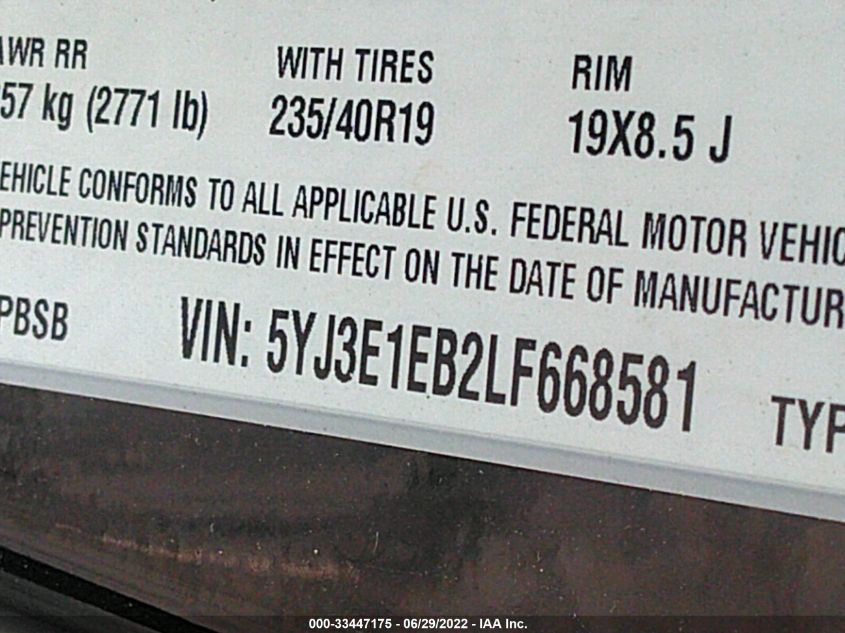 AWR RR WITH TIRES RIM
57 kg (2771 lb) 235/40R19 19X8.5 J
EHICLE CONFORMS TO ALL APPLICABLE U.S. FEDERAL MOTOR VEHIC
PREVENTION STANDARDS IN EFFECT ON THE DATE OF MANUFACTUR
PBSB VIN: 5YJ3E1EB2LF668581 TYP
000-33447175 - 06/29/2022 - IAA Inc.